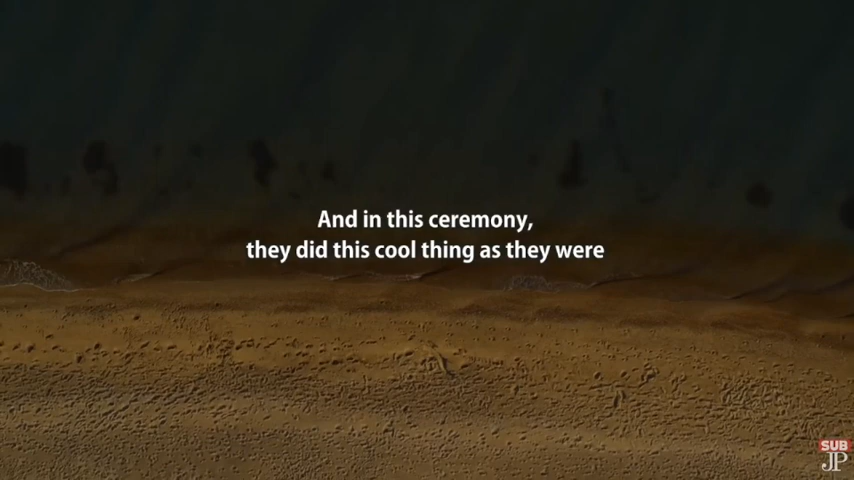 And in this ceremony,
they did this cool thing as they were
SUB
JP